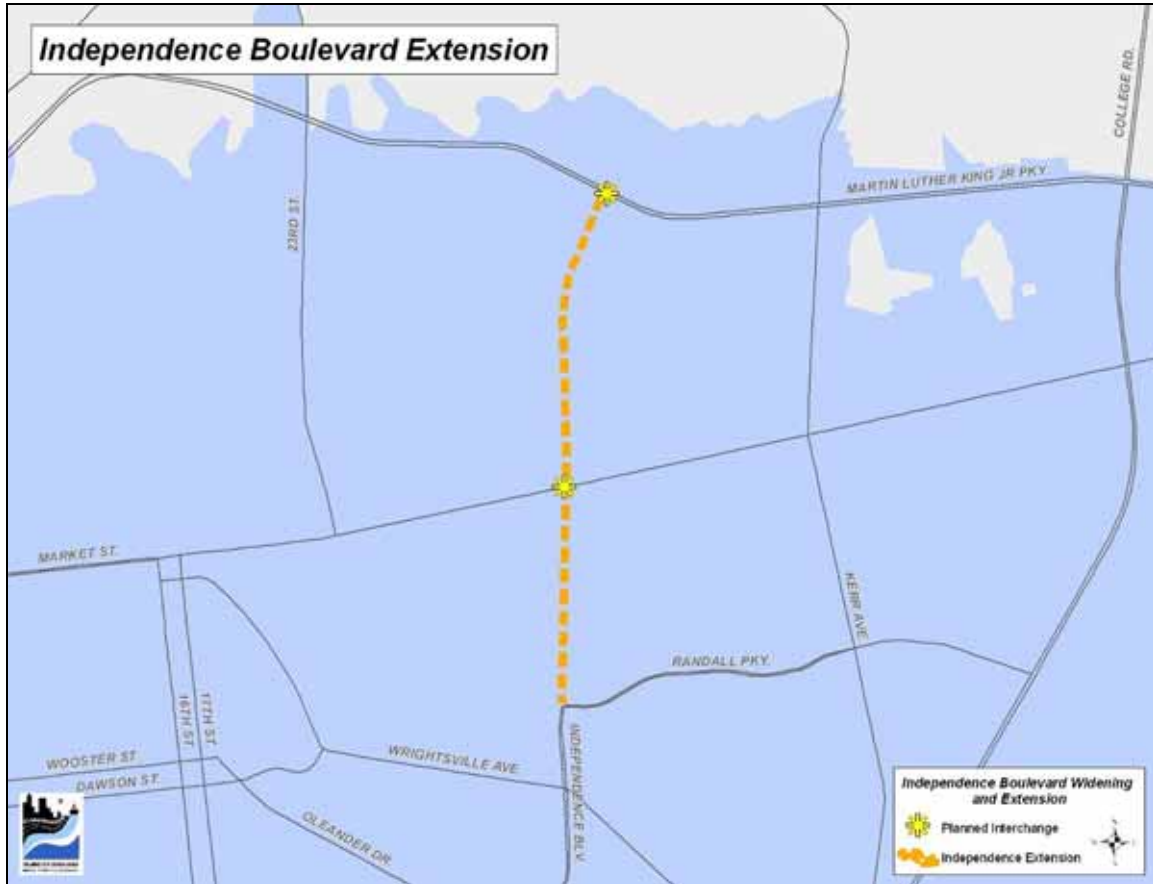 Independence Boulevard Extension
COLLEGE RD.
MARTIN LUTHER KING JR PKY.
23RD ST.
MARKET ST.
KERR AVE
RANDALL PKY.
16TH ST
17TH ST
INDEPENDENCE BLV.
WOOSTER ST.
WRIGHTSVILLE AVE
DAWSON ST.
OLEANDER DR.
Independence Boulevard Widening
and Extension
Planned Interchange
Independence Extension